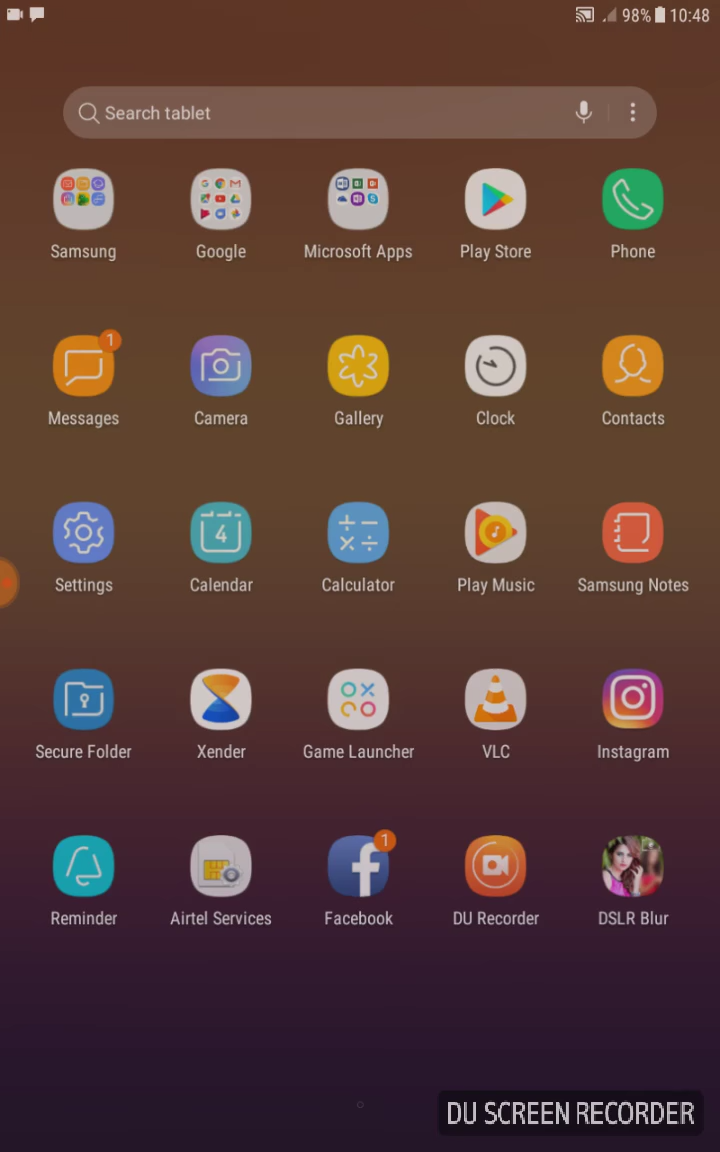 98% 10:48
Search tablet
Samsung Google Microsoft Apps Play Store Phone
1
Messages Camera Gallery Clock Contacts
4
Settings Calendar Calculator Play Music Samsung Notes
Secure Folder Xender Game Launcher VLC Instagram
1
Reminder Airtel Services Facebook DU Recorder DSLR Blur
DU SCREEN RECORDER